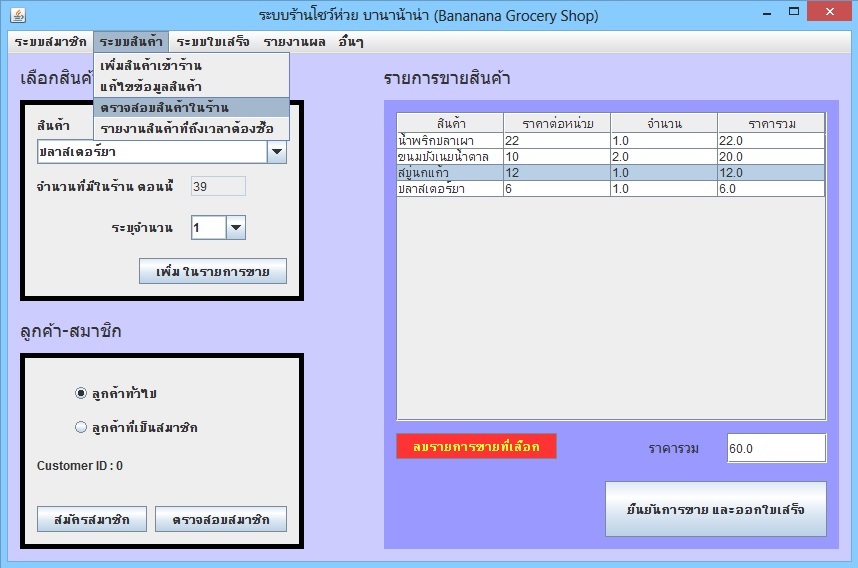 ระบบร้านโชว์ห่วย บานาน้าน่า (Bananana Grocery Shop)
ระบบสมาชิก ระบบสินค้า ระบบใบเสร็จ รายงานผล อื่นๆ
เพิ่มสินค้าเข้าร้าน
แก้ไขข้อมูลสินค้า
ตรวจสอบสินค้าในร้าน
รายงานสินค้าที่ถึงเวลาต้องซื้อ
เลือกสินค้า
สินค้า
ปลาสเตอร์ยา
จำนวนที่มีในร้าน ตอนนี้ 39
ระบุจำนวน 1
เพิ่ม ในรายการขาย
ลูกค้า-สมาชิก
ลูกค้าทั่วไป
ลูกค้าที่เป็นสมาชิก
Customer ID : 0
สมัครสมาชิก ตรวจสอบสมาชิก
รายการขายสินค้า
สินค้า ราคาต่อหน่วย จำนวน ราคารวม
น้ำพริกปลาเผา 22 1.0 22.0
ขนมปังเนยน้ำตาล 10 2.0 20.0
สบู่นกแก้ว 12 1.0 12.0
ปลาสเตอร์ยา 6 1.0 6.0
ลบรายการขายที่เลือก ราคารวม 60.0
ยืนยันการขาย และออกใบเสร็จ